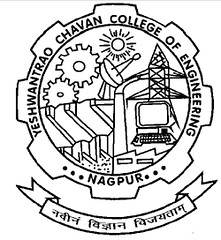 YESHWANTRAO CHAVAN COLLEGE OF ENGINEERING
NAGPUR
नवीनं विज्ञान विजयताम्